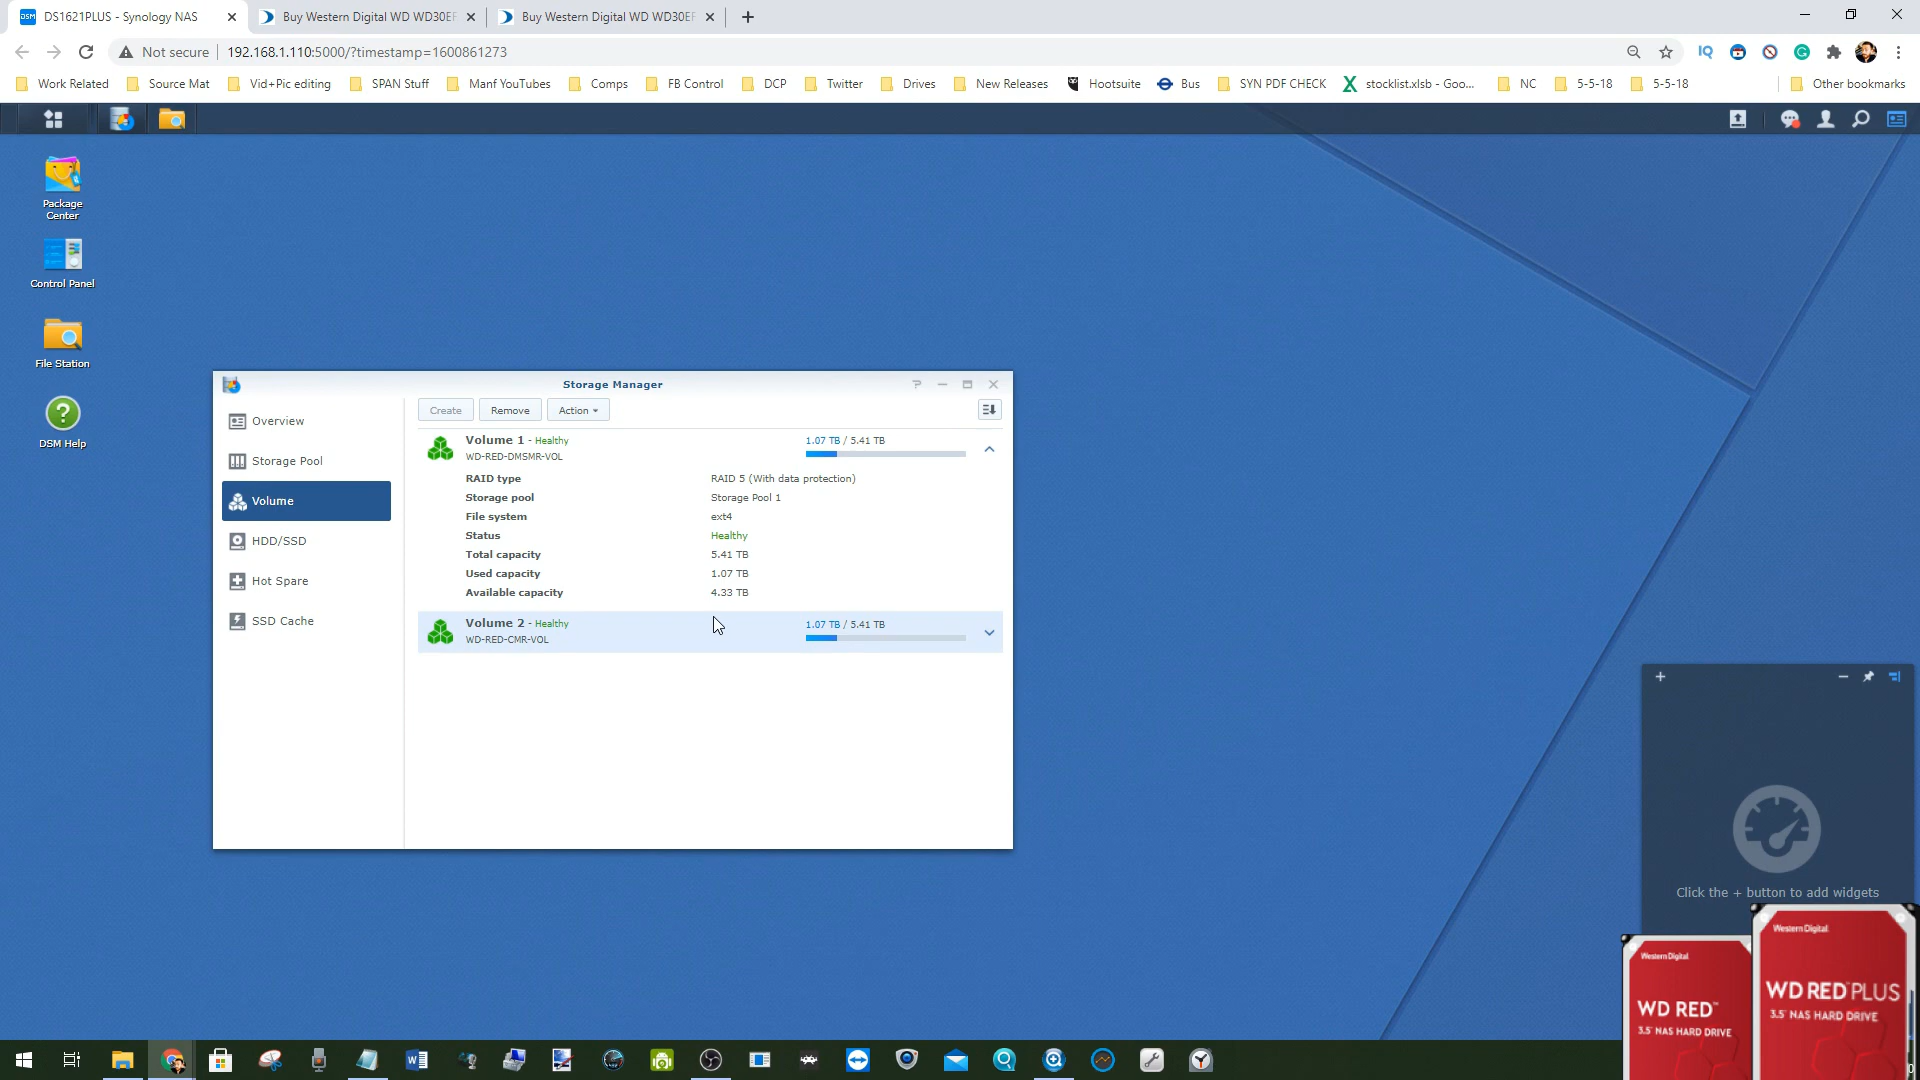 DS1621PLUS - Synology NAS
Buy Western Digital WD WD30EF
Buy Western Digital WD WD30EF
Not secure
192.168.1.110:5000/?timestamp=1600861273
Work Related
Source Mat
Vid+Pic editing
SPAN Stuff
Manf YouTubes
Comps
FB Control
DCP
Twitter
Drives
New Releases
Hootsuite
Bus
SYN PDF CHECK
stocklist.xlsb - Goo...
NC
5-5-18
5-5-18
Other bookmarks
Package
Center
Control Panel
File Station
DSM Help
Storage Manager
Overview
Storage Pool
Volume
HDD/SSD
Hot Spare
SSD Cache
Create
Remove
Action
Volume 1 - Healthy
WD-RED-DMSMR-VOL
1.07 TB / 5.41 TB
RAID type RAID 5 (With data protection)
Storage pool Storage Pool 1
File system ext4
Status Healthy
Total capacity 5.41 TB
Used capacity 1.07 TB
Available capacity 4.33 TB
Volume 2 - Healthy
WD-RED-CMR-VOL
1.07 TB / 5.41 TB
Click the + button to add widgets
Western Digital
WD RED™
3.5" NAS HARD DRIVE
Western Digital
WD RED™ PLUS
3.5" NAS HARD DRIVE